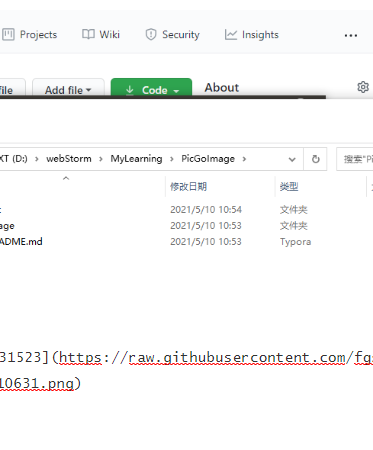 Projects Wiki Security Insights ...
file Add file Code About
XT (D:) > webStorm > MyLearning > PicGoImage > 搜索"Pi
修改日期 类型
t 2021/5/10 10:54 文件夹
age 2021/5/10 10:53 文件夹
ADME.md 2021/5/10 10:53 Typora
31523](https://raw.githubusercontent.com/fg
10631.png)